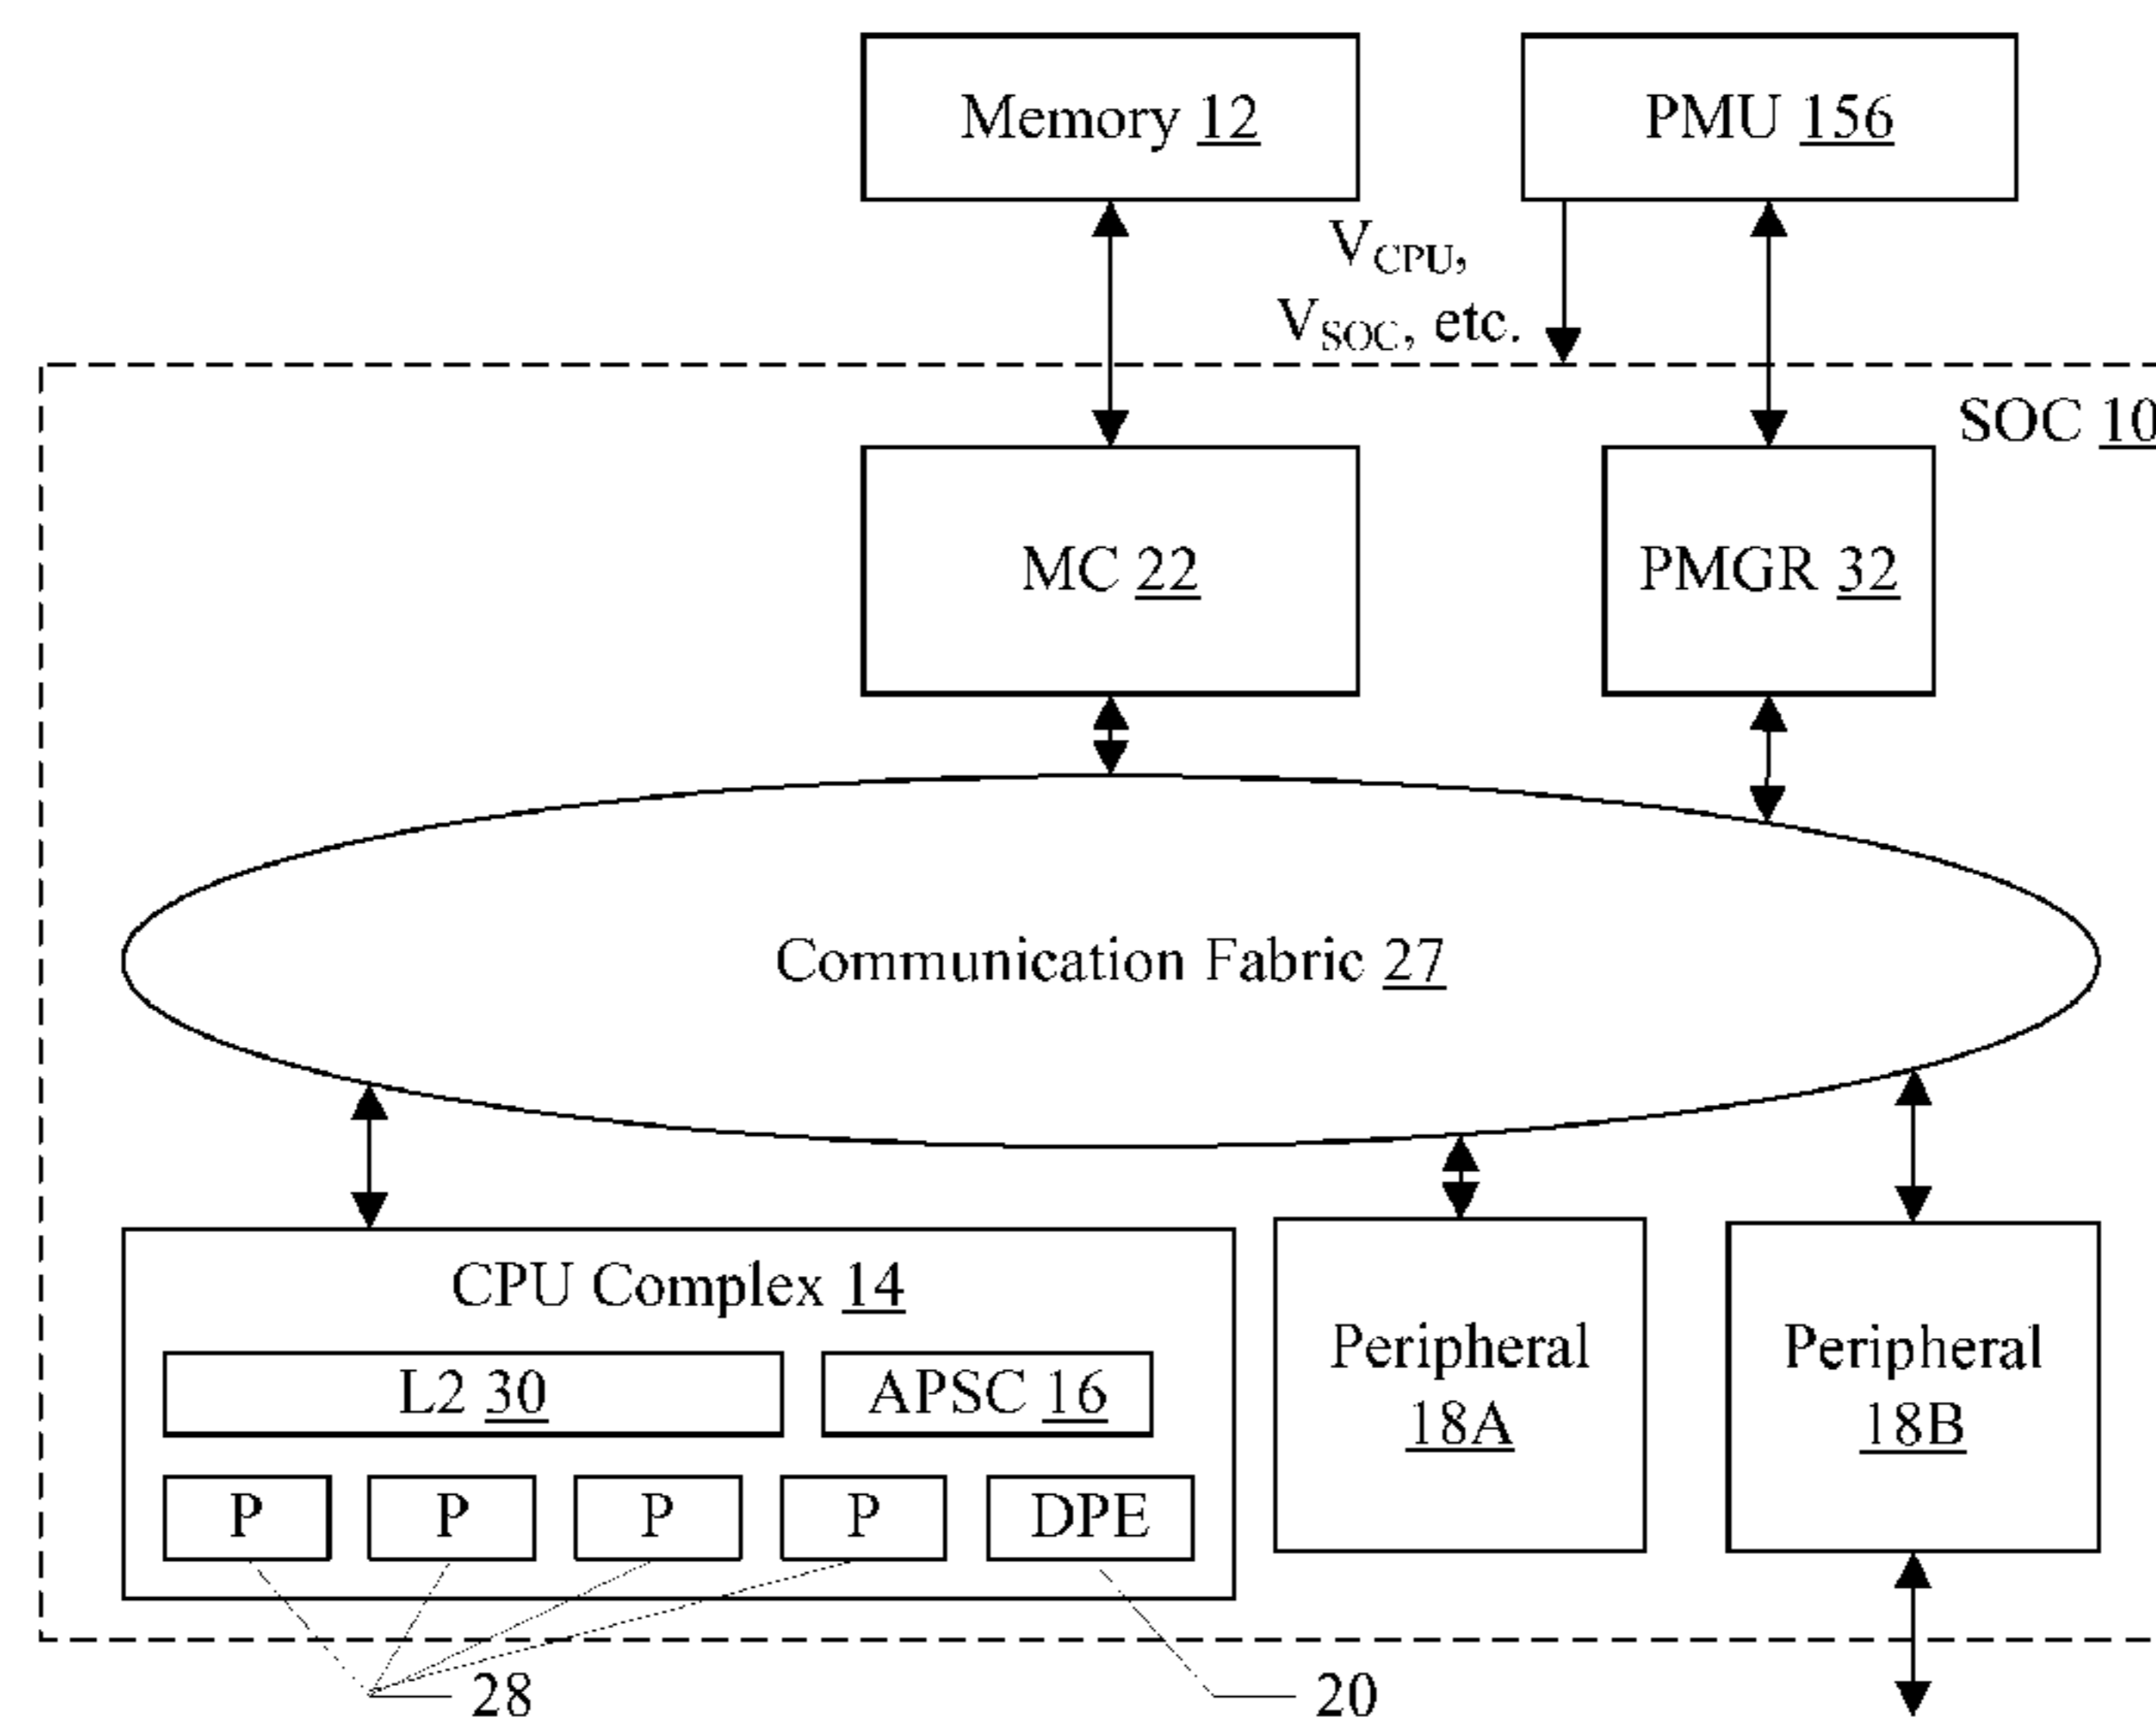 Memory 12
PMU 156
VCPU,
VSOC, etc.
SOC 10
MC 22
PMGR 32
Communication Fabric 27
CPU Complex 14
L2 30
APSC 16
P
P
P
P
DPE
Peripheral
18A
Peripheral
18B
28
20